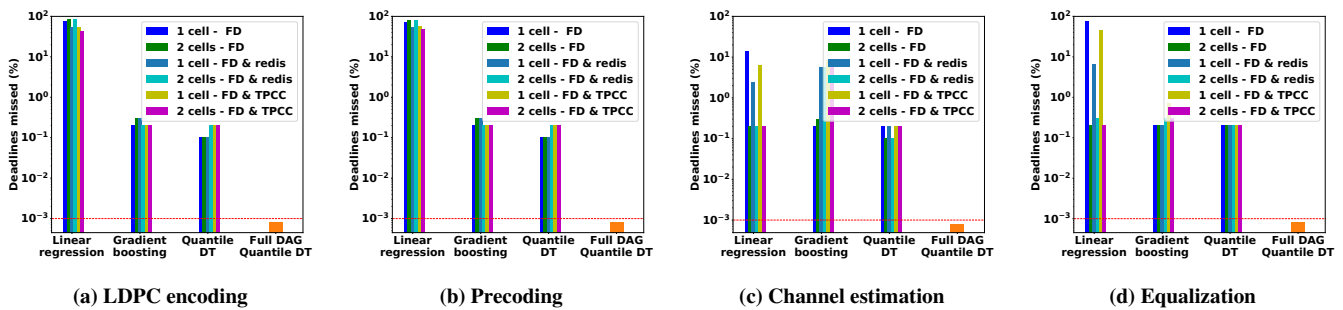 Deadlines missed (%)
10²
10¹
10⁰
10⁻¹
10⁻²
10⁻³
1 cell -  FD
2 cells - FD
1 cell - FD & redis
2 cells - FD & redis
1 cell - FD & TPCC
2 cells - FD & TPCC
Linear regression
Gradient boosting
Quantile DT
Full DAG Quantile DT
(a) LDPC encoding
Deadlines missed (%)
10²
10¹
10⁰
10⁻¹
10⁻²
10⁻³
1 cell -  FD
2 cells - FD
1 cell - FD & redis
2 cells - FD & redis
1 cell - FD & TPCC
2 cells - FD & TPCC
Linear regression
Gradient boosting
Quantile DT
Full DAG Quantile DT
(b) Precoding
Deadlines missed (%)
10²
10¹
10⁰
10⁻¹
10⁻²
10⁻³
1 cell -  FD
2 cells - FD
1 cell - FD & redis
2 cells - FD & redis
1 cell - FD & TPCC
2 cells - FD & TPCC
Linear regression
Gradient boosting
Quantile DT
Full DAG Quantile DT
(c) Channel estimation
Deadlines missed (%)
10²
10¹
10⁰
10⁻¹
10⁻²
10⁻³
1 cell -  FD
2 cells - FD
1 cell - FD & redis
2 cells - FD & redis
1 cell - FD & TPCC
2 cells - FD & TPCC
Linear regression
Gradient boosting
Quantile DT
Full DAG Quantile DT
(d) Equalization